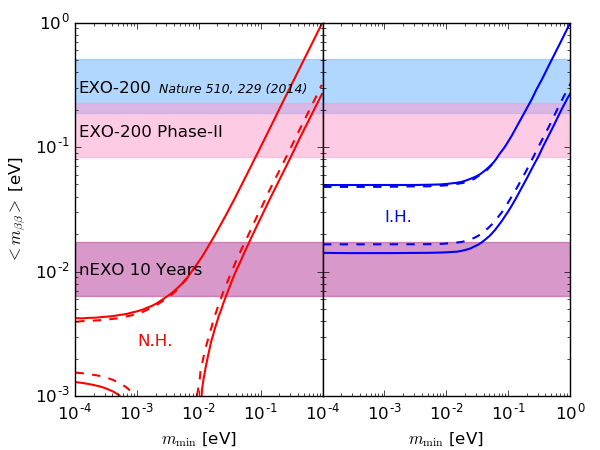 10^0
EXO-200 Nature 510, 229 (2014)
EXO-200 Phase-II
10^-1
<m_ββ> [eV]
I.H.
nEXO 10 Years
10^-2
N.H.
10^-3
10^-4 10^-3 10^-2 10^-1 10^-4 10^-3 10^-2 10^-1 10^0
m_min [eV] m_min [eV]